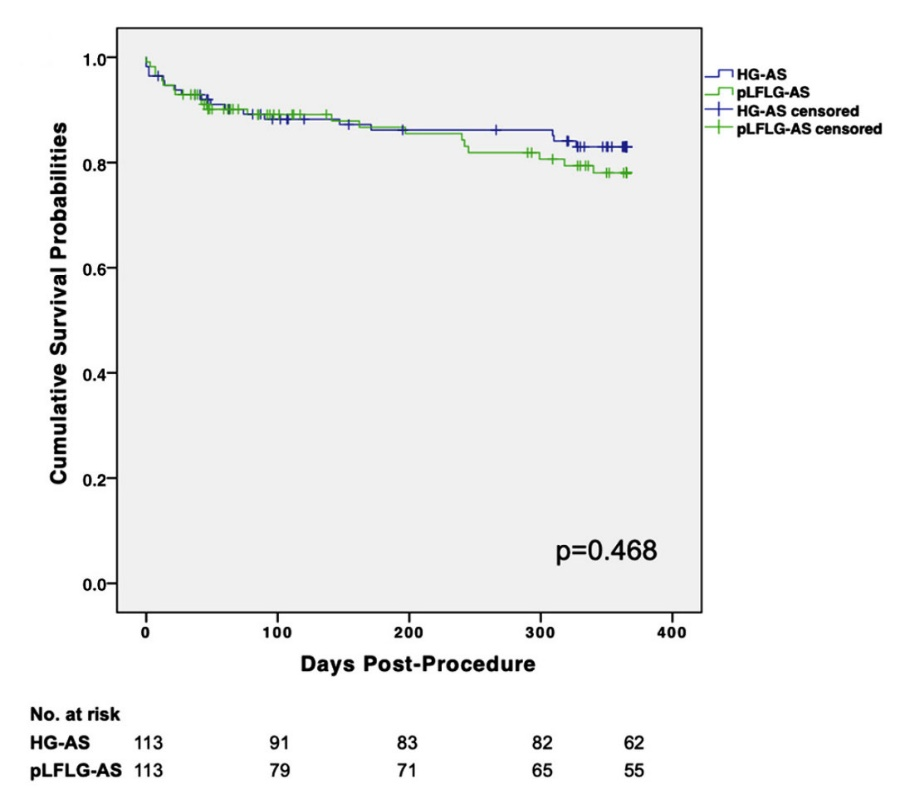 1.0
0.8
0.6
0.4
0.2
0.0
Cumulative Survival Probabilities
HG-AS
pLFLG-AS
HG-AS censored
pLFLG-AS censored
p=0.468
0 100 200 300 400
Days Post-Procedure
No. at risk
HG-AS 113 91 83 82 62
pLFLG-AS 113 79 71 65 55